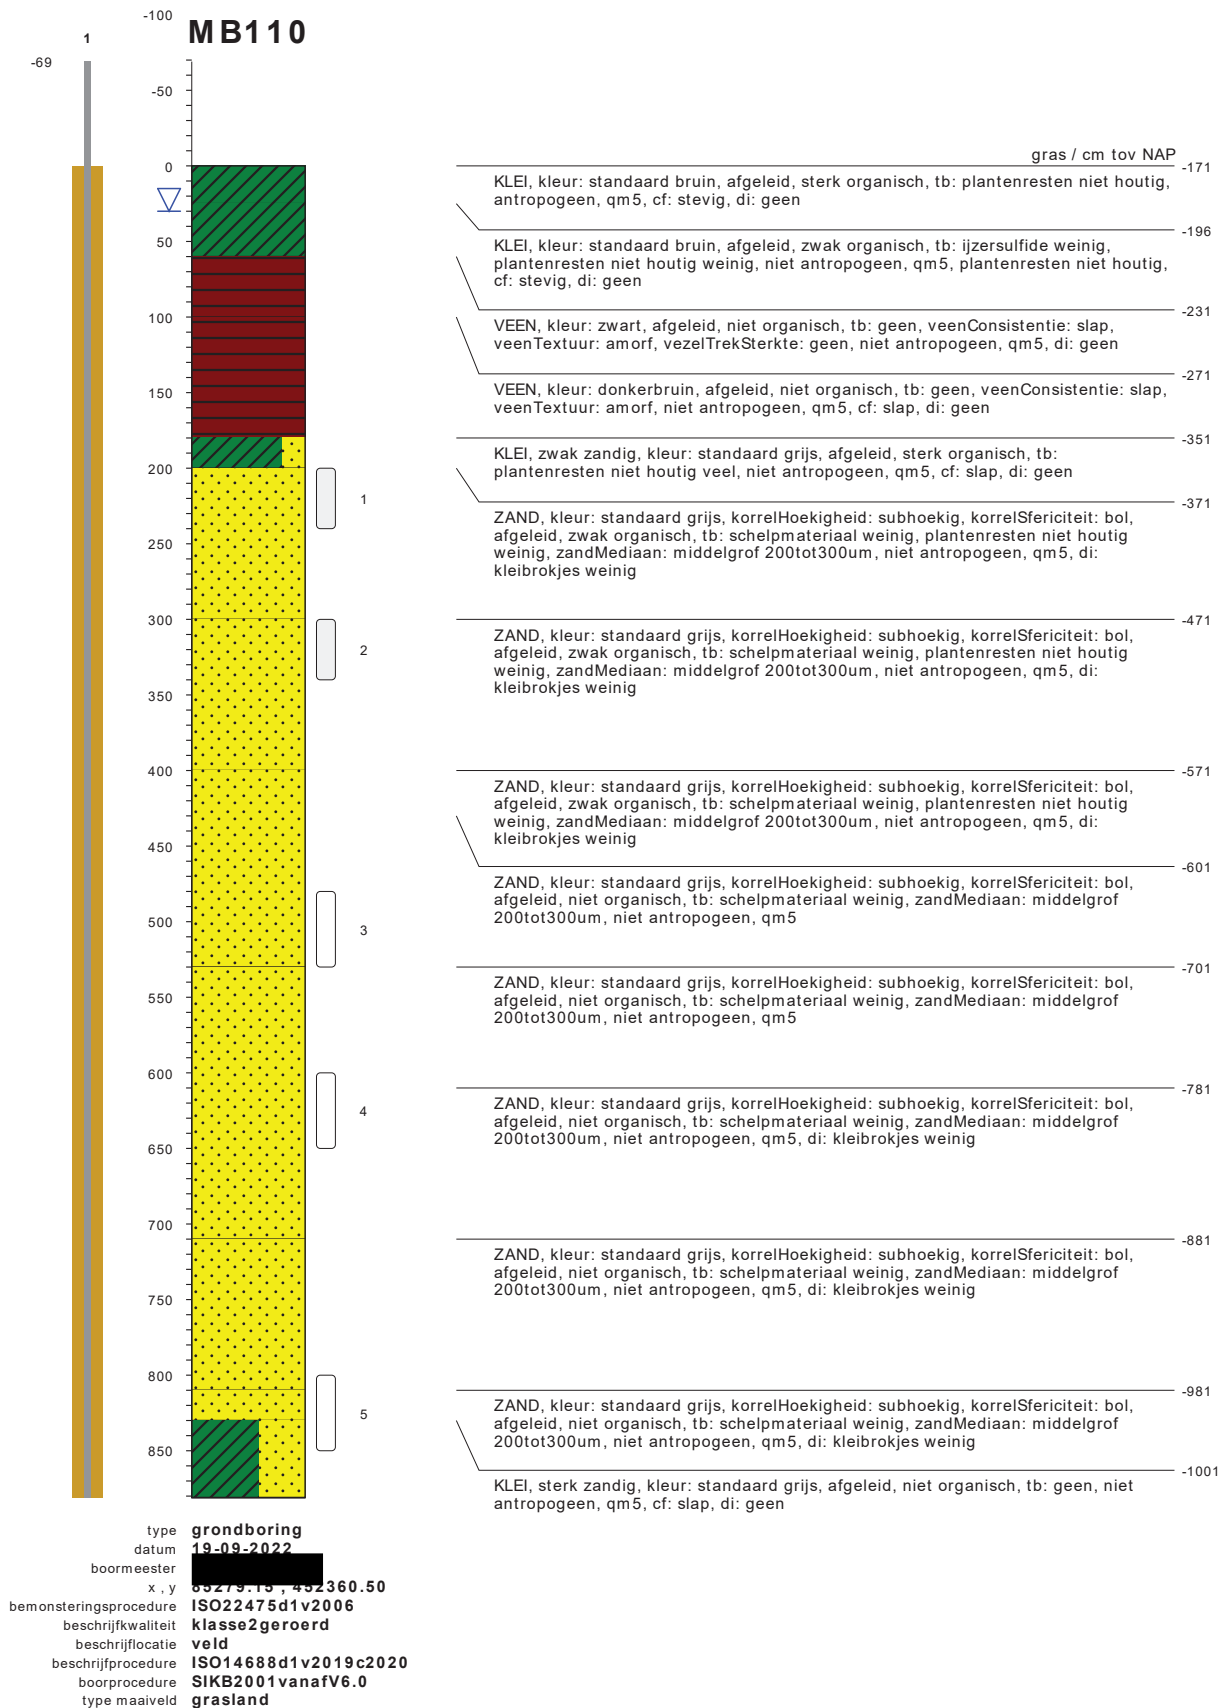 -100
MB110
1
-69
-50
gras / cm tov NAP
0
-171
KLEI, kleur: standaard bruin, afgeleid, sterk organisch, tb: plantenresten niet houtig,
antropogeen, qm5, cf: stevig, di: geen
-196
50
KLEI, kleur: standaard bruin, afgeleid, zwak organisch, tb: ijzersulfide weinig,
plantenresten niet houtig weinig, niet antropogeen, qm5, plantenresten niet houtig,
cf: stevig, di: geen
-231
100
VEEN, kleur: zwart, afgeleid, niet organisch, tb: geen, veenConsistentie: slap,
veenTextuur: amorf, vezelTrekSterkte: geen, niet antropogeen, qm5, di: geen
-271
150
VEEN, kleur: donkerbruin, afgeleid, niet organisch, tb: geen, veenConsistentie: slap,
veenTextuur: amorf, niet antropogeen, qm5, cf: slap, di: geen
-351
200
KLEI, zwak zandig, kleur: standaard grijs, afgeleid, sterk organisch, tb:
plantenresten niet houtig veel, niet antropogeen, qm5, cf: slap, di: geen
1
-371
250
ZAND, kleur: standaard grijs, korrelHoekigheid: subhoekig, korrelSfericiteit: bol,
afgeleid, zwak organisch, tb: schelpmateriaal weinig, plantenresten niet houtig
weinig, zandMediaan: middelgrof 200tot300um, niet antropogeen, qm5, di:
kleibrokjes weinig
300
-471
2
ZAND, kleur: standaard grijs, korrelHoekigheid: subhoekig, korrelSfericiteit: bol,
afgeleid, zwak organisch, tb: schelpmateriaal weinig, plantenresten niet houtig
weinig, zandMediaan: middelgrof 200tot300um, niet antropogeen, qm5, di:
kleibrokjes weinig
350
400
-571
ZAND, kleur: standaard grijs, korrelHoekigheid: subhoekig, korrelSfericiteit: bol,
afgeleid, zwak organisch, tb: schelpmateriaal weinig, plantenresten niet houtig
weinig, zandMediaan: middelgrof 200tot300um, niet antropogeen, qm5, di:
kleibrokjes weinig
450
-601
ZAND, kleur: standaard grijs, korrelHoekigheid: subhoekig, korrelSfericiteit: bol,
afgeleid, niet organisch, tb: schelpmateriaal weinig, zandMediaan: middelgrof
200tot300um, niet antropogeen, qm5
500
3
-701
550
ZAND, kleur: standaard grijs, korrelHoekigheid: subhoekig, korrelSfericiteit: bol,
afgeleid, niet organisch, tb: schelpmateriaal weinig, zandMediaan: middelgrof
200tot300um, niet antropogeen, qm5
600
-781
4
ZAND, kleur: standaard grijs, korrelHoekigheid: subhoekig, korrelSfericiteit: bol,
afgeleid, niet organisch, tb: schelpmateriaal weinig, zandMediaan: middelgrof
200tot300um, niet antropogeen, qm5, di: kleibrokjes weinig
650
700
-881
ZAND, kleur: standaard grijs, korrelHoekigheid: subhoekig, korrelSfericiteit: bol,
afgeleid, niet organisch, tb: schelpmateriaal weinig, zandMediaan: middelgrof
200tot300um, niet antropogeen, qm5, di: kleibrokjes weinig
750
800
-981
5
ZAND, kleur: standaard grijs, korrelHoekigheid: subhoekig, korrelSfericiteit: bol,
afgeleid, niet organisch, tb: schelpmateriaal weinig, zandMediaan: middelgrof
200tot300um, niet antropogeen, qm5, di: kleibrokjes weinig
850
-1001
KLEI, sterk zandig, kleur: standaard grijs, afgeleid, niet organisch, tb: geen, niet
antropogeen, qm5, cf: slap, di: geen
type grondboring
datum 19-09-2022
boormeester
x , y 85279.15 , 452360.50
bemonsteringsprocedure ISO22475d1v2006
beschrijfkwaliteit klasse2geroerd
beschrijflocatie veld
beschrijfprocedure ISO14688d1v2019c2020
boorprocedure SIKB2001vanafV6.0
type maaiveld grasland